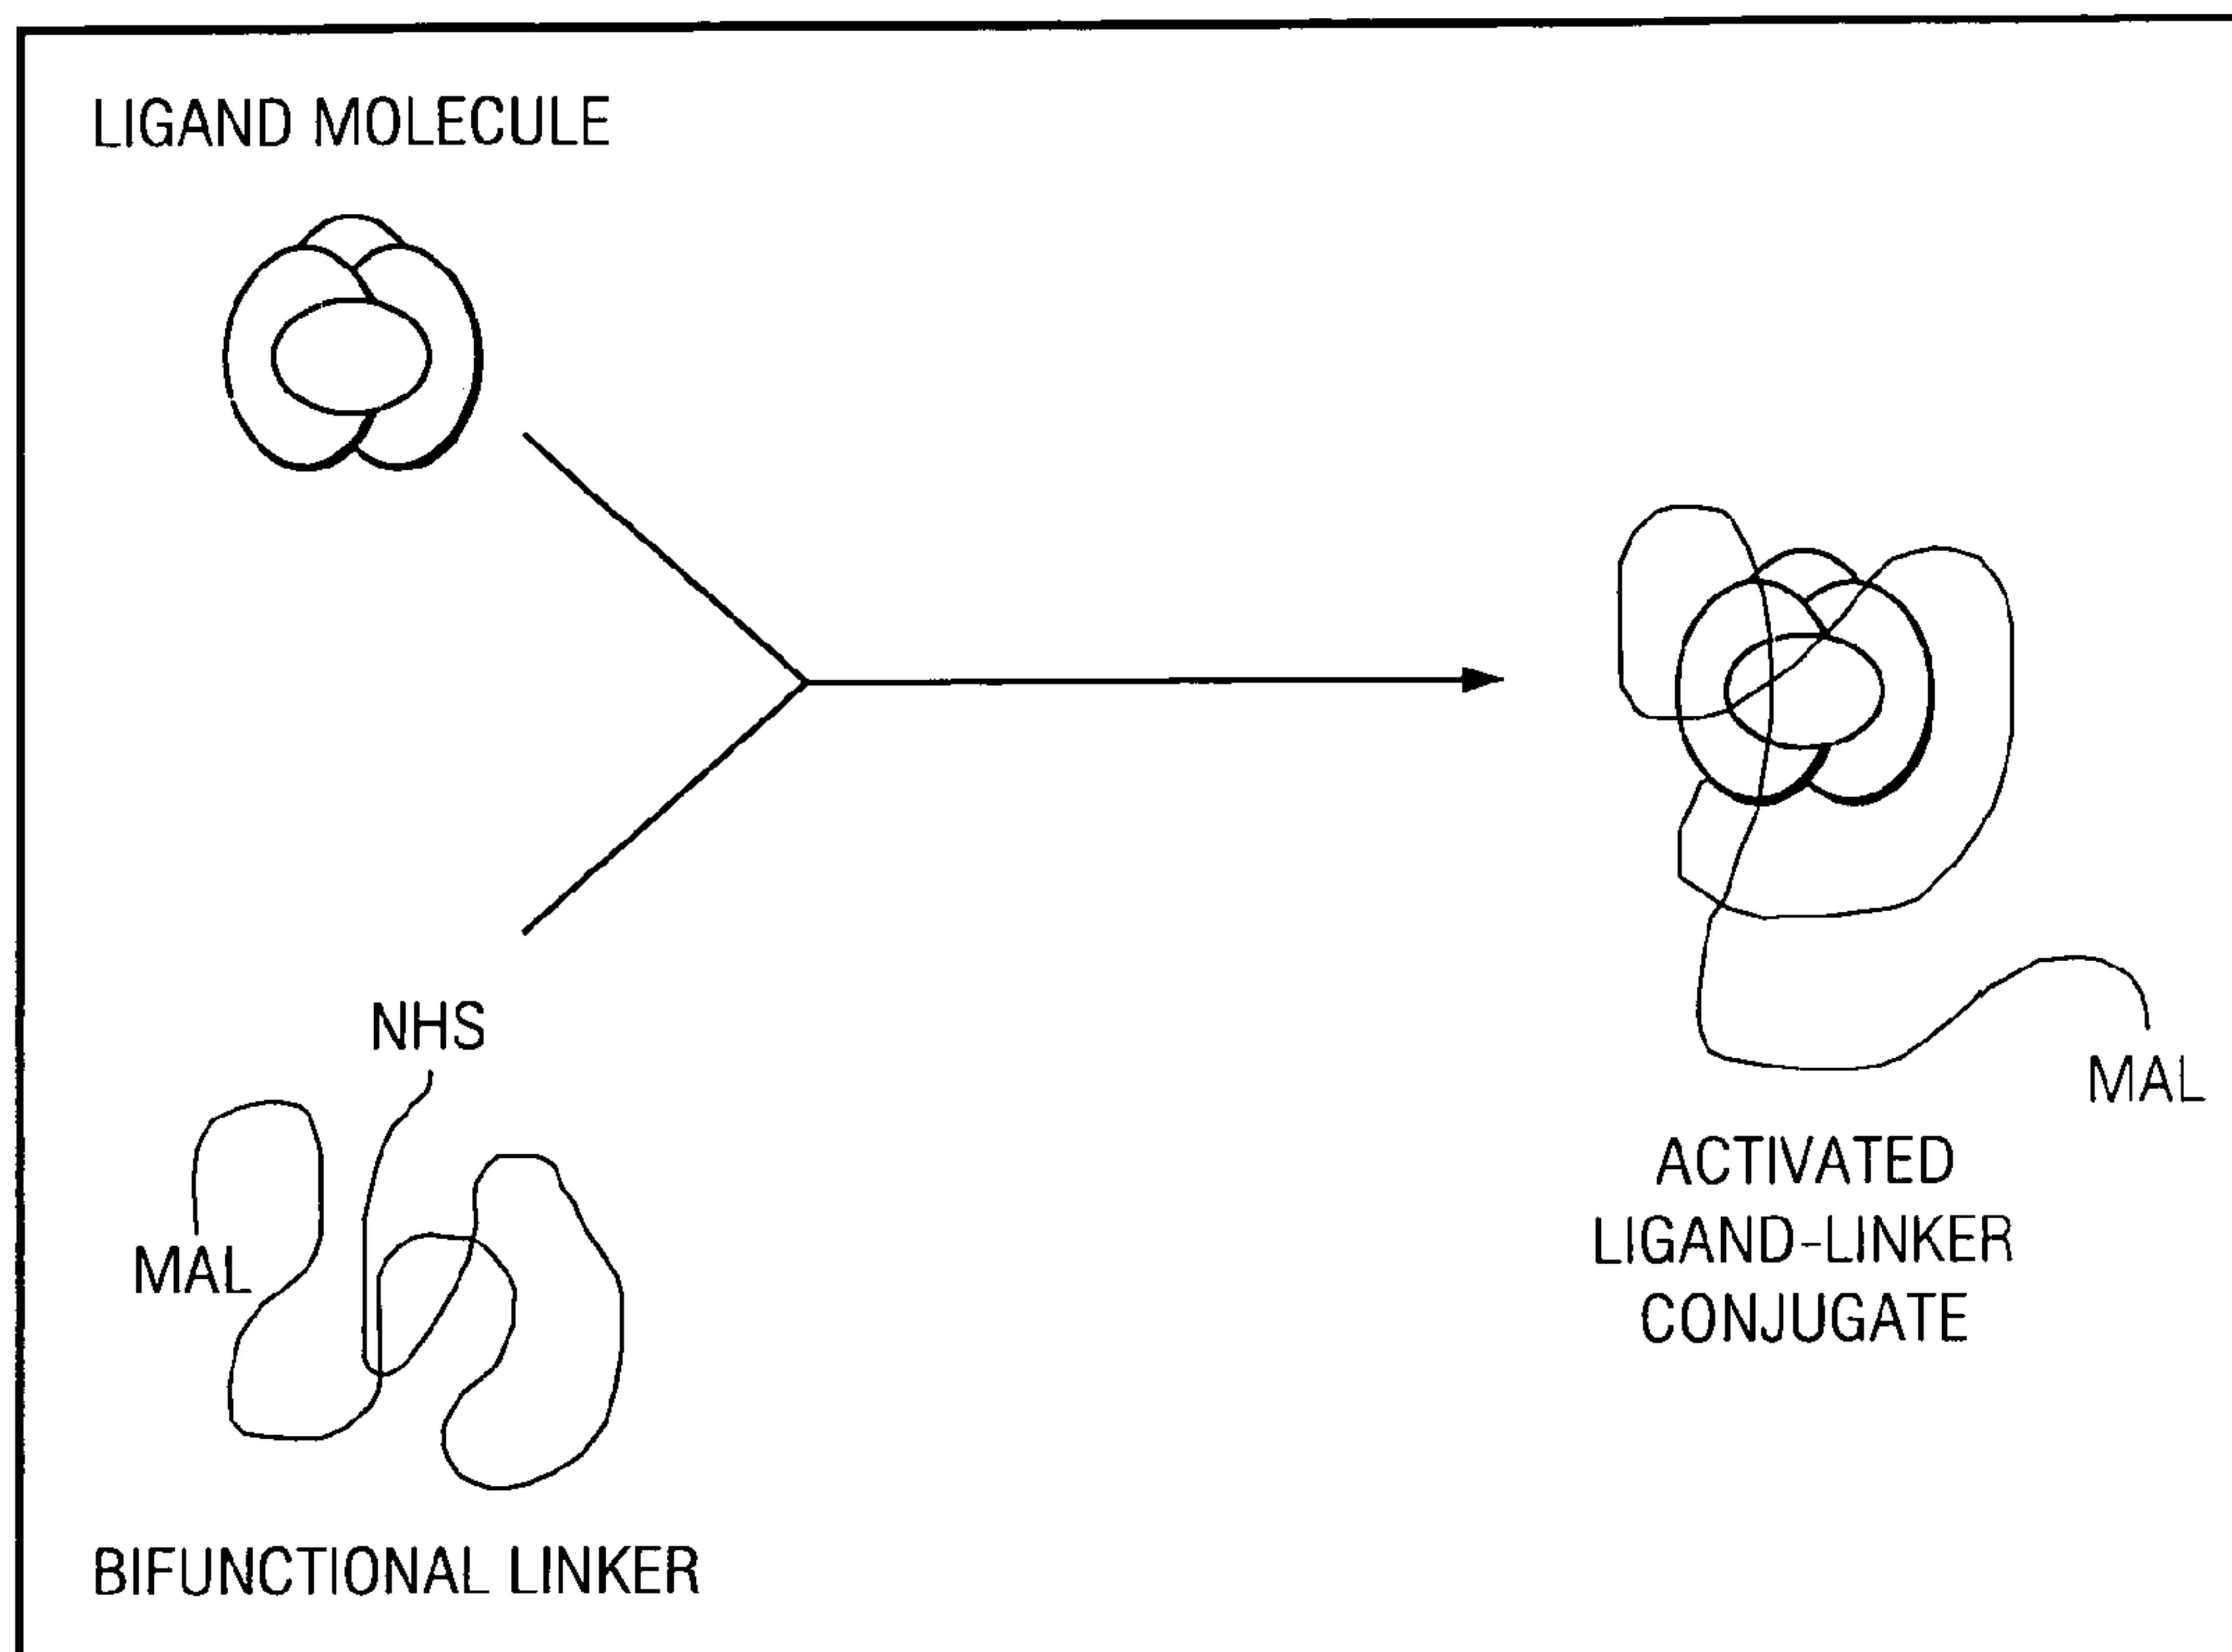 LIGAND MOLECULE
NHS
MAL
BIFUNCTIONAL LINKER
MAL
ACTIVATED
LIGAND-LINKER
CONJUGATE